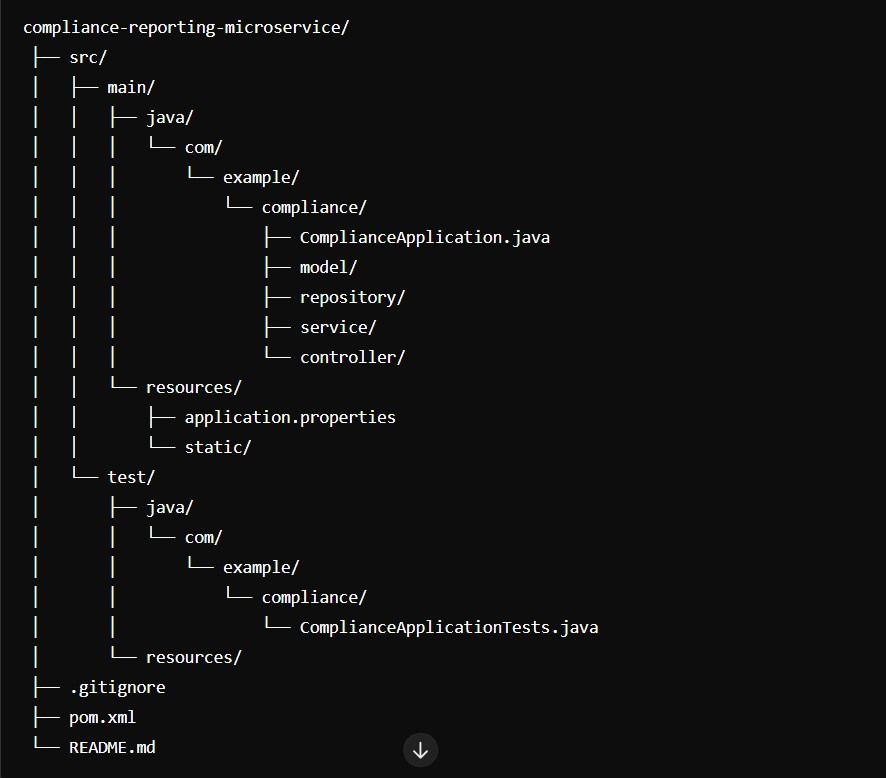 compliance-reporting-microservice/
├── src/
│   ├── main/
│   │   ├── java/
│   │   │   └── com/
│   │   │       └── example/
│   │   │           └── compliance/
│   │   │               ├── ComplianceApplication.java
│   │   │               ├── model/
│   │   │               ├── repository/
│   │   │               ├── service/
│   │   │               └── controller/
│   │   └── resources/
│   │       ├── application.properties
│   │       └── static/
│   └── test/
│       ├── java/
│       │   └── com/
│       │       └── example/
│       │           └── compliance/
│       │               └── ComplianceApplicationTests.java
│       └── resources/
├── .gitignore
├── pom.xml
└── README.md